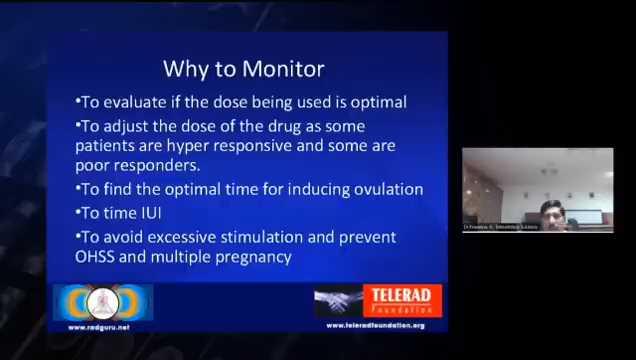 Why to Monitor
•To evaluate if the dose being used is optimal
•To adjust the dose of the drug as some
patients are hyper responsive and some are
poor responders.
•To find the optimal time for inducing ovulation
•To time IUI
•To avoid excessive stimulation and prevent
OHSS and multiple pregnancy
TELERAD
Foundation
www.radguru.net
www.teleradfoundation.org